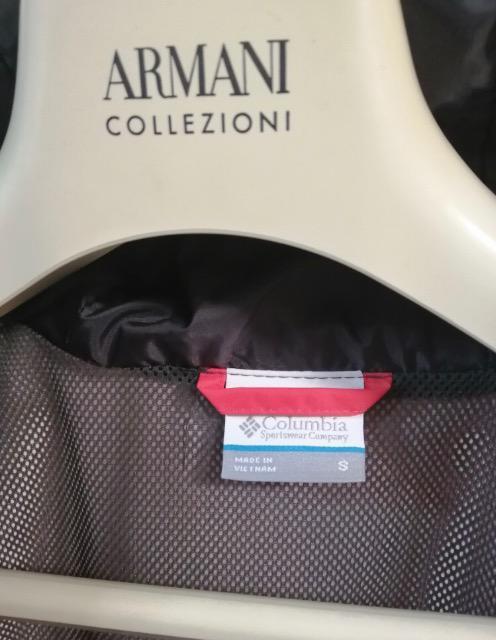 ARMANI
COLLEZIONI
Columbia
Sportswear Company
MADE IN
VIETNAM
S